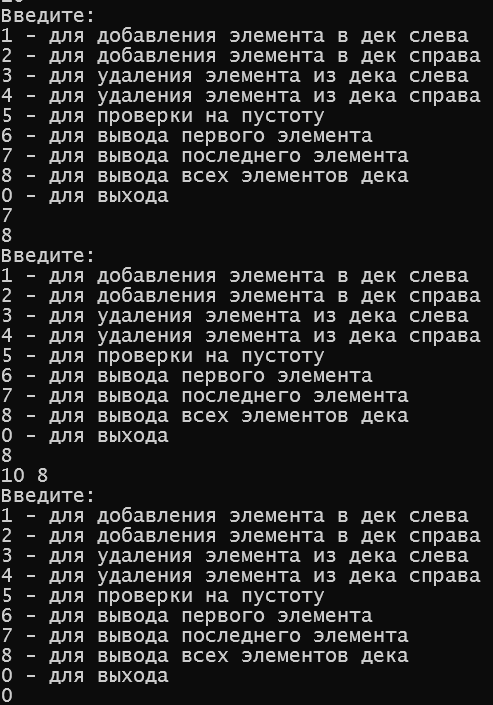 Введите:
1 - для добавления элемента в дек слева
2 - для добавления элемента в дек справа
3 - для удаления элемента из дека слева
4 - для удаления элемента из дека справа
5 - для проверки на пустоту
6 - для вывода первого элемента
7 - для вывода последнего элемента
8 - для вывода всех элементов дека
0 - для выхода
7
8
Введите:
1 - для добавления элемента в дек слева
2 - для добавления элемента в дек справа
3 - для удаления элемента из дека слева
4 - для удаления элемента из дека справа
5 - для проверки на пустоту
6 - для вывода первого элемента
7 - для вывода последнего элемента
8 - для вывода всех элементов дека
0 - для выхода
8
10 8
Введите:
1 - для добавления элемента в дек слева
2 - для добавления элемента в дек справа
3 - для удаления элемента из дека слева
4 - для удаления элемента из дека справа
5 - для проверки на пустоту
6 - для вывода первого элемента
7 - для вывода последнего элемента
8 - для вывода всех элементов дека
0 - для выхода
0